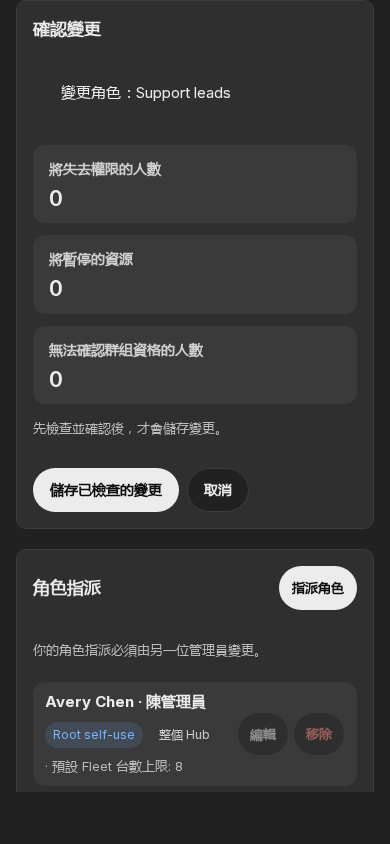 確認變更
變更角色：Support leads
將失去權限的人數
0
將暫停的資源
0
無法確認群組資格的人數
0
先檢查並確認後，才會儲存變更。
儲存已檢查的變更
取消
角色指派
指派角色
你的角色指派必須由另一位管理員變更。
Avery Chen · 陳管理員
Root self-use
整個 Hub
編輯
移除
· 預設 Fleet 台數上限: 8